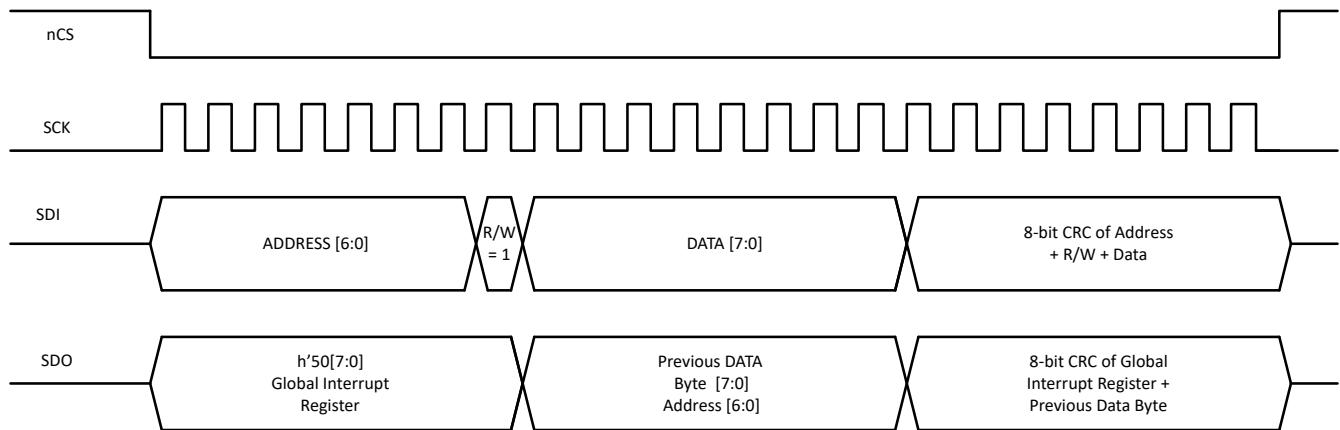 nCS
SCK
SDI
ADDRESS [6:0]
R/W
= 1
DATA [7:0]
8-bit CRC of Address
+ R/W + Data
SDO
h’50[7:0]
Global Interrupt
Register
Previous DATA
Byte [7:0]
Address [6:0]
8-bit CRC of Global
Interrupt Register +
Previous Data Byte